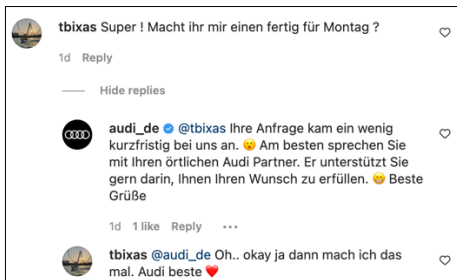 tbixas Super ! Macht ihr mir einen fertig für Montag ?
1d Reply
Hide replies
audi_de @tbixas Ihre Anfrage kam ein wenig
kurzfristig bei uns an. 😮 Am besten sprechen Sie
mit Ihren örtlichen Audi Partner. Er unterstützt Sie
gern darin, Ihnen Ihren Wunsch zu erfüllen. 😁 Beste
Grüße
1d 1 like Reply ...
tbixas @audi_de Oh.. okay ja dann mach ich das
mal. Audi beste ❤️